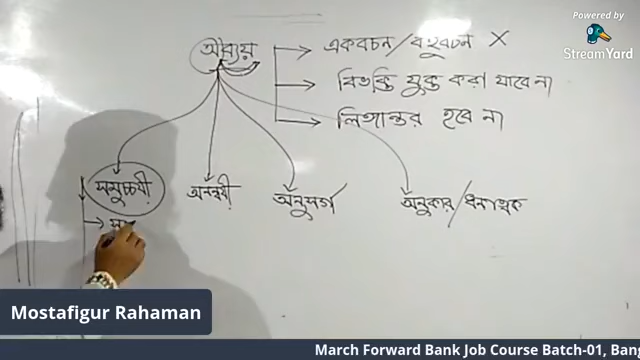 Powered by
StreamYard
অব্যয়
একবচন/বহুবচন X
বিভক্তি যুক্ত করা যাবে না
লিঙ্গান্তর হবে না
সমুচ্চয়ী
অনন্বয়ী
অনুসর্গ
অনুকার/ধ্বন্যাত্মক
Mostafigur Rahaman
March Forward Bank Job Course Batch-01, Bang